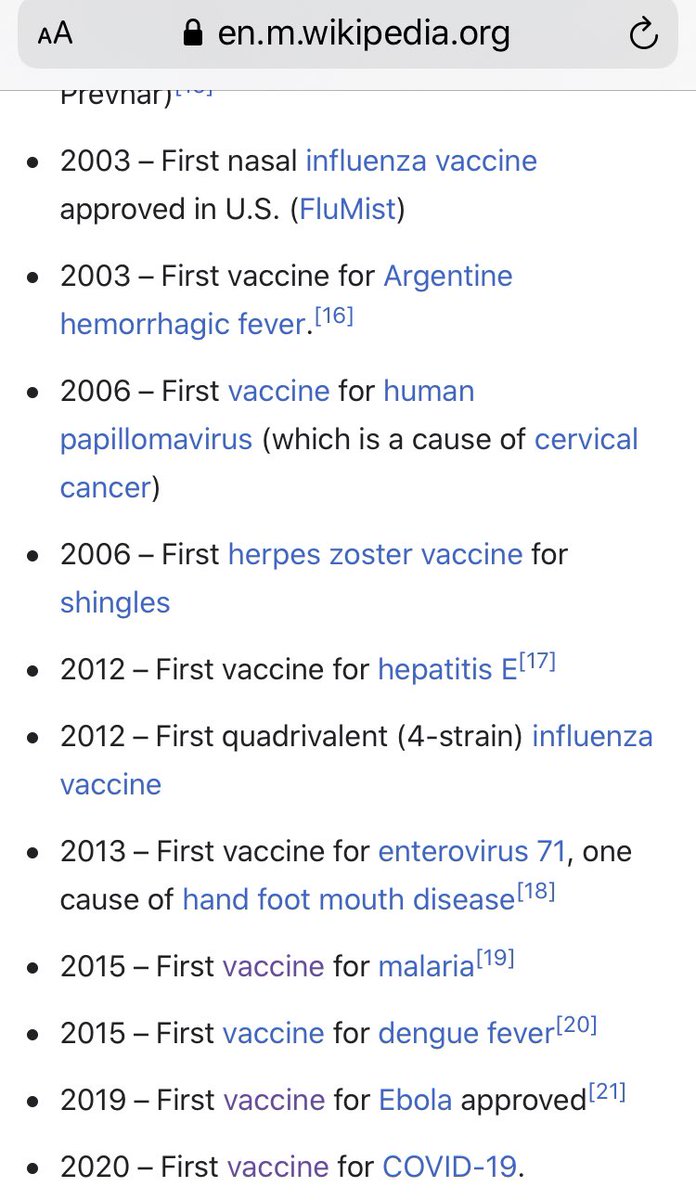 AA en.m.wikipedia.org
Prevnar)
• 2003 – First nasal influenza vaccine
approved in U.S. (FluMist)
• 2003 – First vaccine for Argentine
hemorrhagic fever.[16]
• 2006 – First vaccine for human
papillomavirus (which is a cause of cervical
cancer)
• 2006 – First herpes zoster vaccine for
shingles
• 2012 – First vaccine for hepatitis E[17]
• 2012 – First quadrivalent (4-strain) influenza
vaccine
• 2013 – First vaccine for enterovirus 71, one
cause of hand foot mouth disease[18]
• 2015 – First vaccine for malaria[19]
• 2015 – First vaccine for dengue fever[20]
• 2019 – First vaccine for Ebola approved[21]
• 2020 – First vaccine for COVID-19.